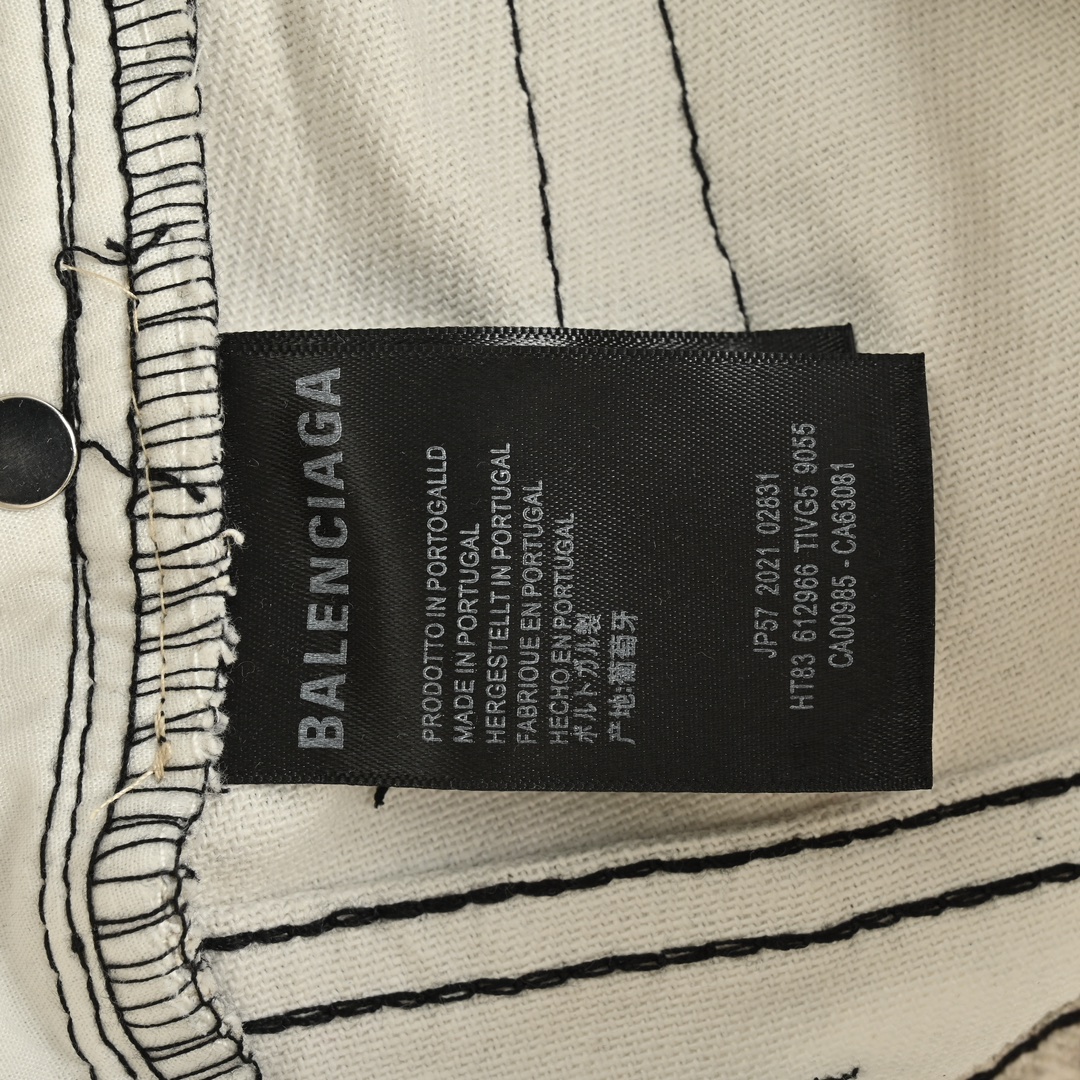 BALENCIAGA
PRODOTTO IN PORTOGALLD
MADE IN PORTUGAL
HERGESTELLT IN PORTUGAL
FABRIQUE EN PORTUGAL
HECHO EN PORTUGAL
ポルトガル製
产地:葡萄牙
JP57 2021 02831
HT83 612966 TIVG5 9055
CA00985 - CA63081